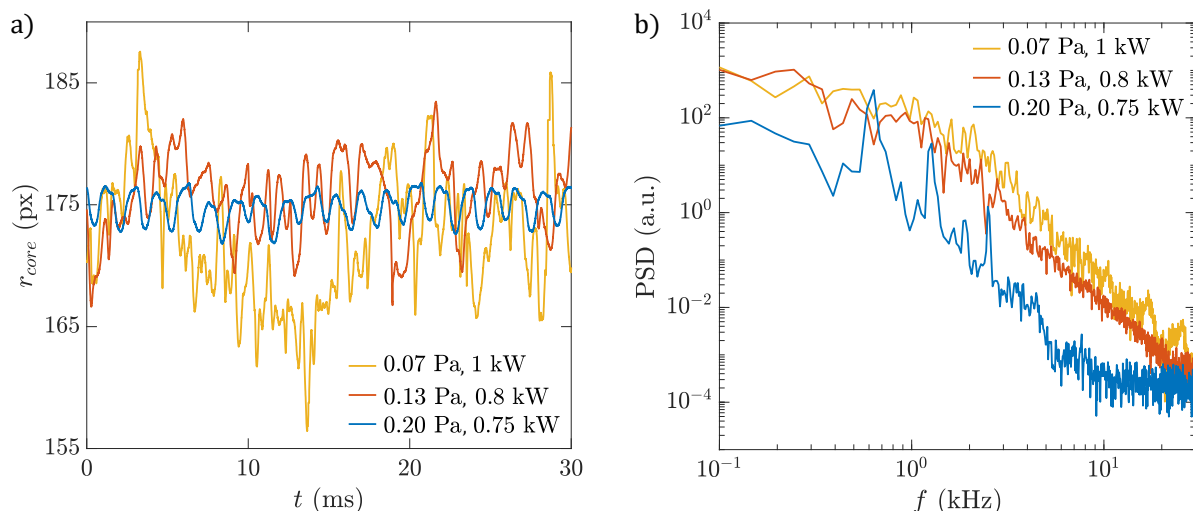 a)
185
175
165
155
r_core (px)
0
10
20
30
t (ms)
0.07 Pa, 1 kW
0.13 Pa, 0.8 kW
0.20 Pa, 0.75 kW
b)
10^4
10^2
10^0
10^-2
10^-4
PSD (a.u.)
10^-1
10^0
10^1
f (kHz)
0.07 Pa, 1 kW
0.13 Pa, 0.8 kW
0.20 Pa, 0.75 kW